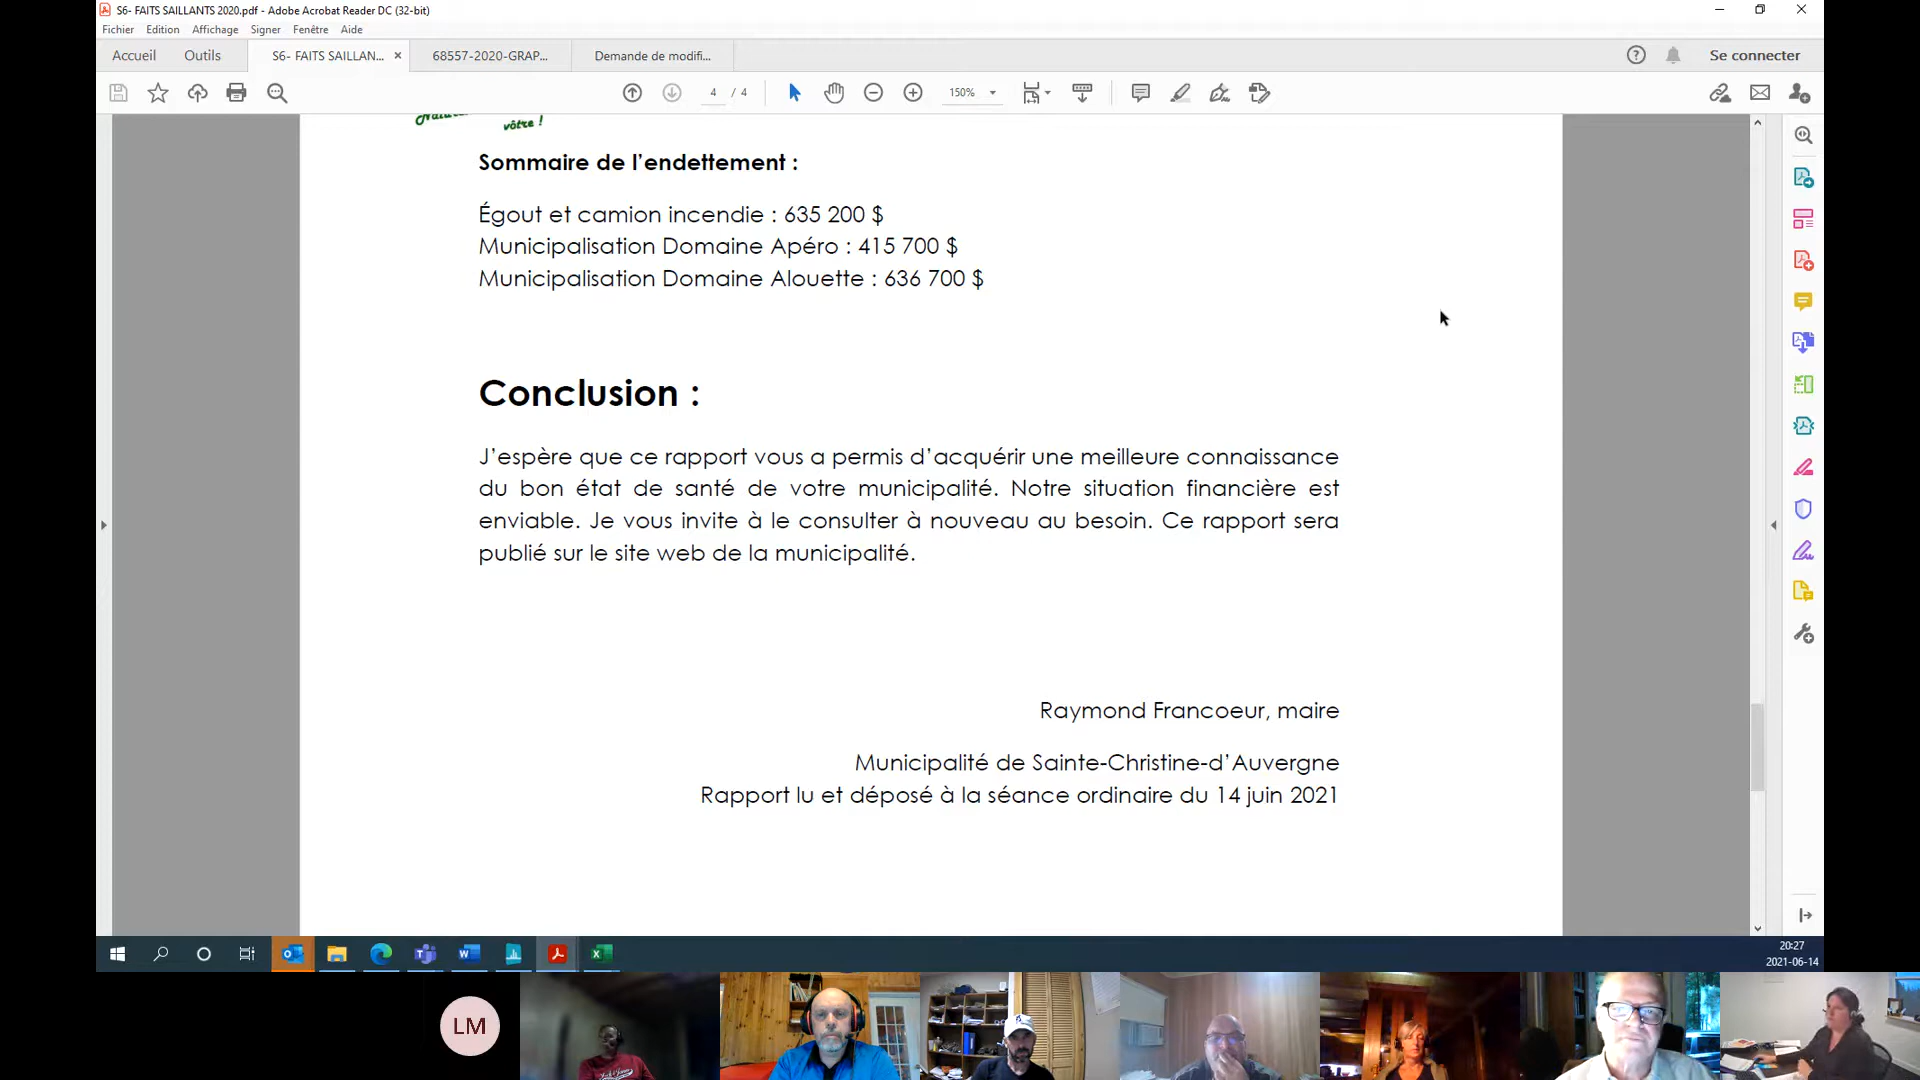 S6- FAITS SAILLANTS 2020.pdf - Adobe Acrobat Reader DC (32-bit)
Fichier Edition Affichage Signer Fenêtre Aide
Accueil Outils S6- FAITS SAILLAN... × 68557-2020-GRAP... Demande de modifi... Se connecter
4 / 4 150%
vôtre !
Sommaire de l’endettement :
Égout et camion incendie : 635 200 $
Municipalisation Domaine Apéro : 415 700 $
Municipalisation Domaine Alouette : 636 700 $
Conclusion :
J’espère que ce rapport vous a permis d’acquérir une meilleure connaissance
du bon état de santé de votre municipalité. Notre situation financière est
enviable. Je vous invite à le consulter à nouveau au besoin. Ce rapport sera
publié sur le site web de la municipalité.
Raymond Francoeur, maire
Municipalité de Sainte-Christine-d’Auvergne
Rapport lu et déposé à la séance ordinaire du 14 juin 2021
20:27
2021-06-14
LM